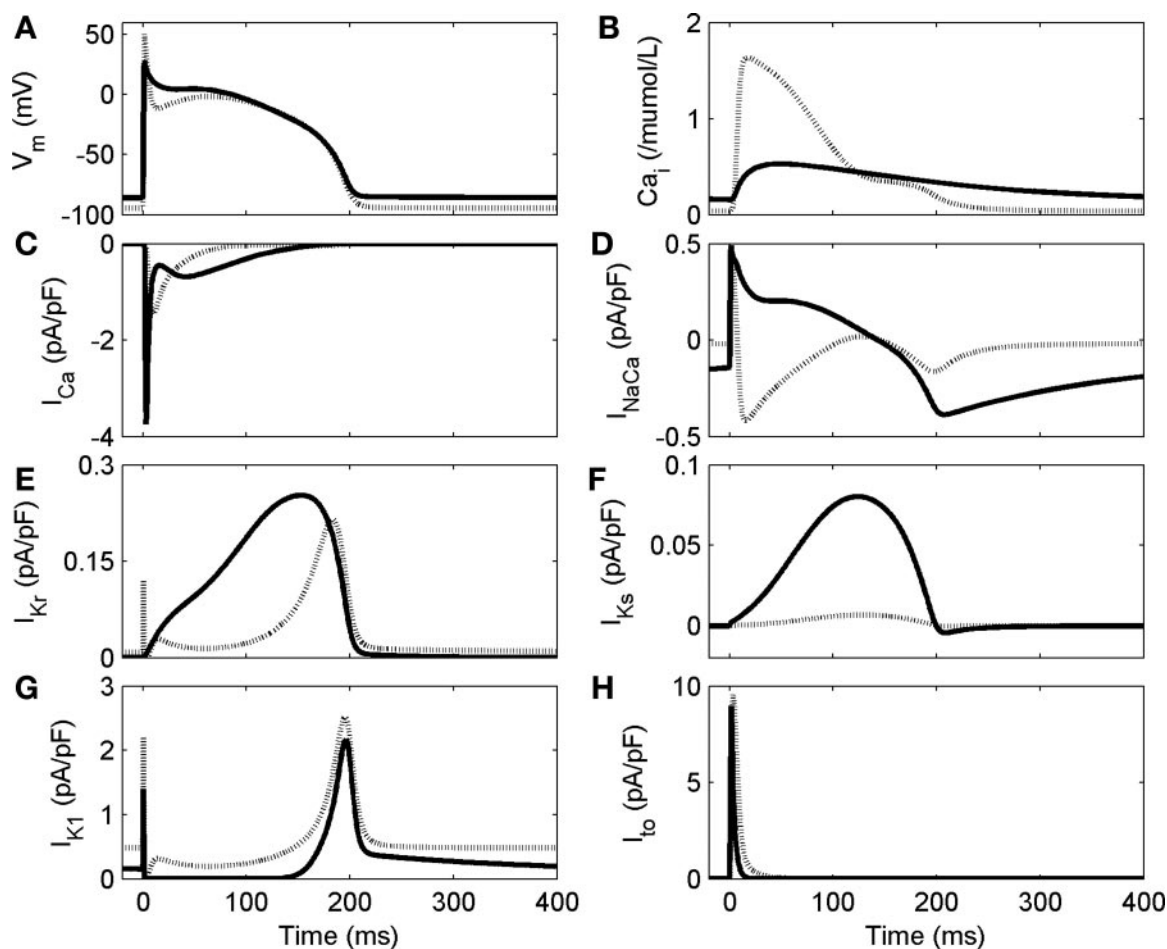 A
50
0
-50
-100
V_m (mV)
B
2
1
0
Ca_i (/mumol/L)
C
0
-2
-4
I_Ca (pA/pF)
D
0.5
0
-0.5
I_NaCa (pA/pF)
E
0.3
0.15
0
I_Kr (pA/pF)
F
0.1
0.05
0
I_Ks (pA/pF)
G
3
2
1
0
I_K1 (pA/pF)
0 100 200 300 400
Time (ms)
H
10
5
0
I_to (pA/pF)
0 100 200 300 400
Time (ms)